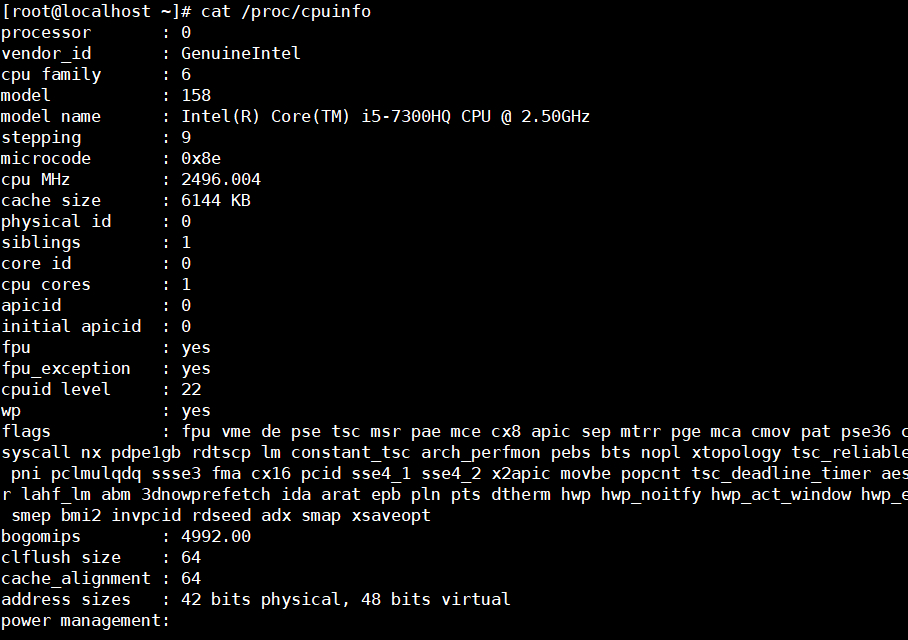 [root@localhost ~]# cat /proc/cpuinfo
processor : 0
vendor_id : GenuineIntel
cpu family : 6
model : 158
model name : Intel(R) Core(TM) i5-7300HQ CPU @ 2.50GHz
stepping : 9
microcode : 0x8e
cpu MHz : 2496.004
cache size : 6144 KB
physical id : 0
siblings : 1
core id : 0
cpu cores : 1
apicid : 0
initial apicid : 0
fpu : yes
fpu_exception : yes
cpuid level : 22
wp : yes
flags : fpu vme de pse tsc msr pae mce cx8 apic sep mtrr pge mca cmov pat pse36 c
syscall nx pdpe1gb rdtscp lm constant_tsc arch_perfmon pebs bts nopl xtopology tsc_reliable
pni pclmulqdq ssse3 fma cx16 pcid sse4_1 sse4_2 x2apic movbe popcnt tsc_deadline_timer aes
r lahf_lm abm 3dnowprefetch ida arat epb pln pts dtherm hwp hwp_noitfy hwp_act_window hwp_e
smep bmi2 invpcid rdseed adx smap xsaveopt
bogomips : 4992.00
clflush size : 64
cache_alignment : 64
address sizes : 42 bits physical, 48 bits virtual
power management: